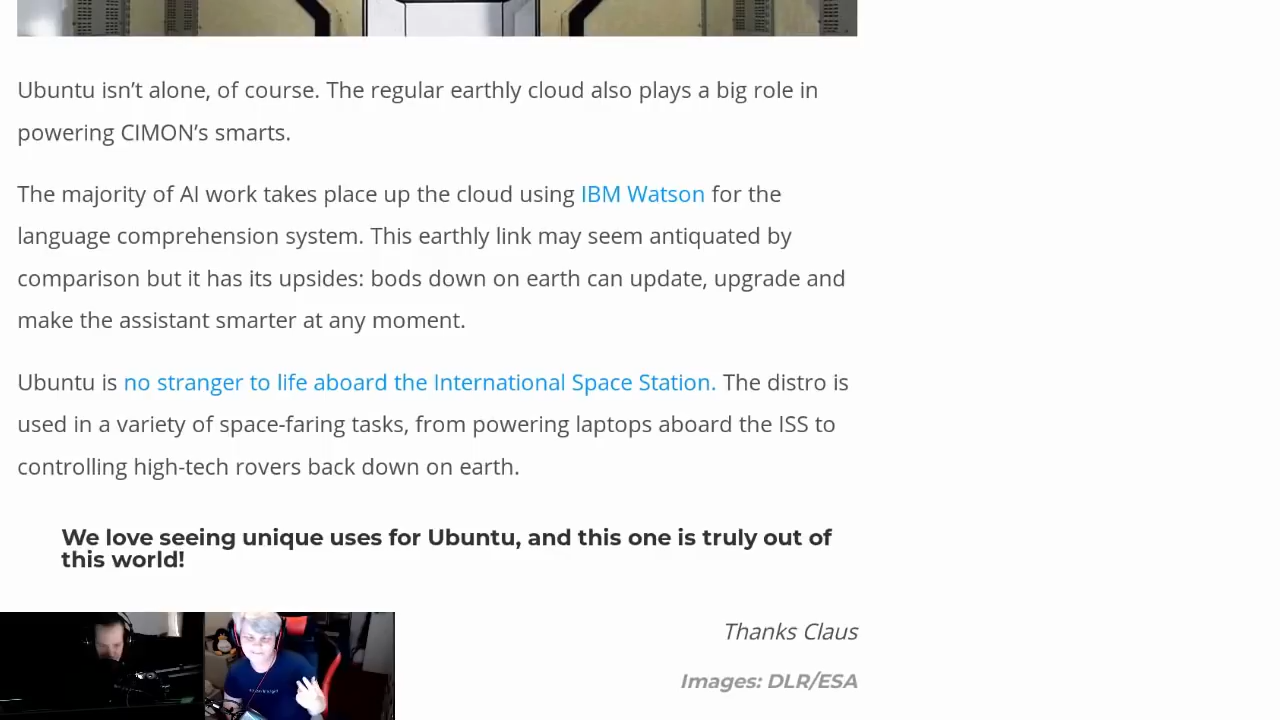 Ubuntu isn’t alone, of course. The regular earthly cloud also plays a big role in
powering CIMON’s smarts.
The majority of AI work takes place up the cloud using IBM Watson for the
language comprehension system. This earthly link may seem antiquated by
comparison but it has its upsides: bods down on earth can update, upgrade and
make the assistant smarter at any moment.
Ubuntu is no stranger to life aboard the International Space Station. The distro is
used in a variety of space-faring tasks, from powering laptops aboard the ISS to
controlling high-tech rovers back down on earth.
We love seeing unique uses for Ubuntu, and this one is truly out of
this world!
Thanks Claus
Images: DLR/ESA